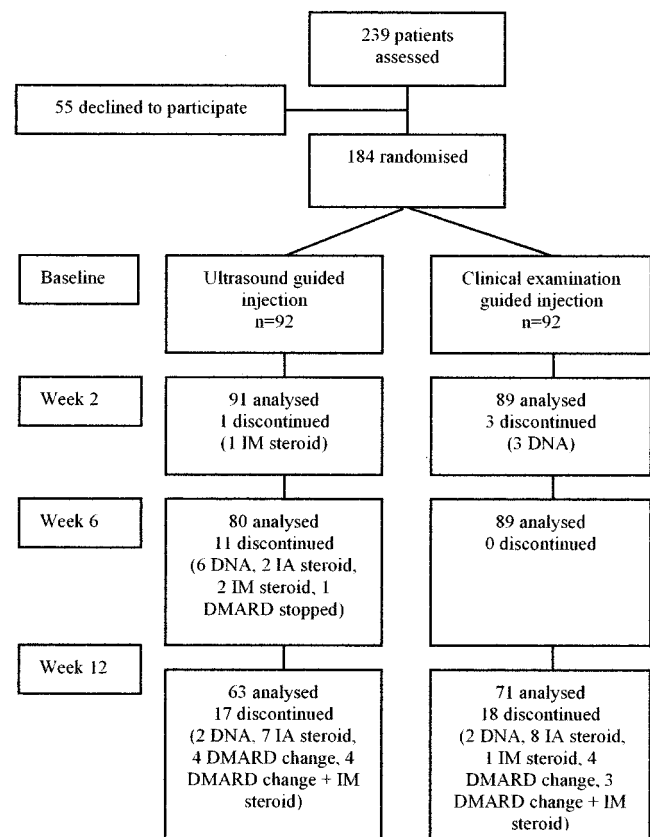 239 patients
assessed
55 declined to participate
184 randomised
Baseline
Ultrasound guided
injection
n=92
Clinical examination
guided injection
n=92
Week 2
91 analysed
1 discontinued
(1 IM steroid)
89 analysed
3 discontinued
(3 DNA)
Week 6
80 analysed
11 discontinued
(6 DNA, 2 IA steroid,
2 IM steroid, 1
DMARD stopped)
89 analysed
0 discontinued
Week 12
63 analysed
17 discontinued
(2 DNA, 7 IA steroid,
4 DMARD change, 4
DMARD change + IM
steroid)
71 analysed
18 discontinued
(2 DNA, 8 IA steroid,
1 IM steroid, 4
DMARD change, 3
DMARD change + IM
steroid)